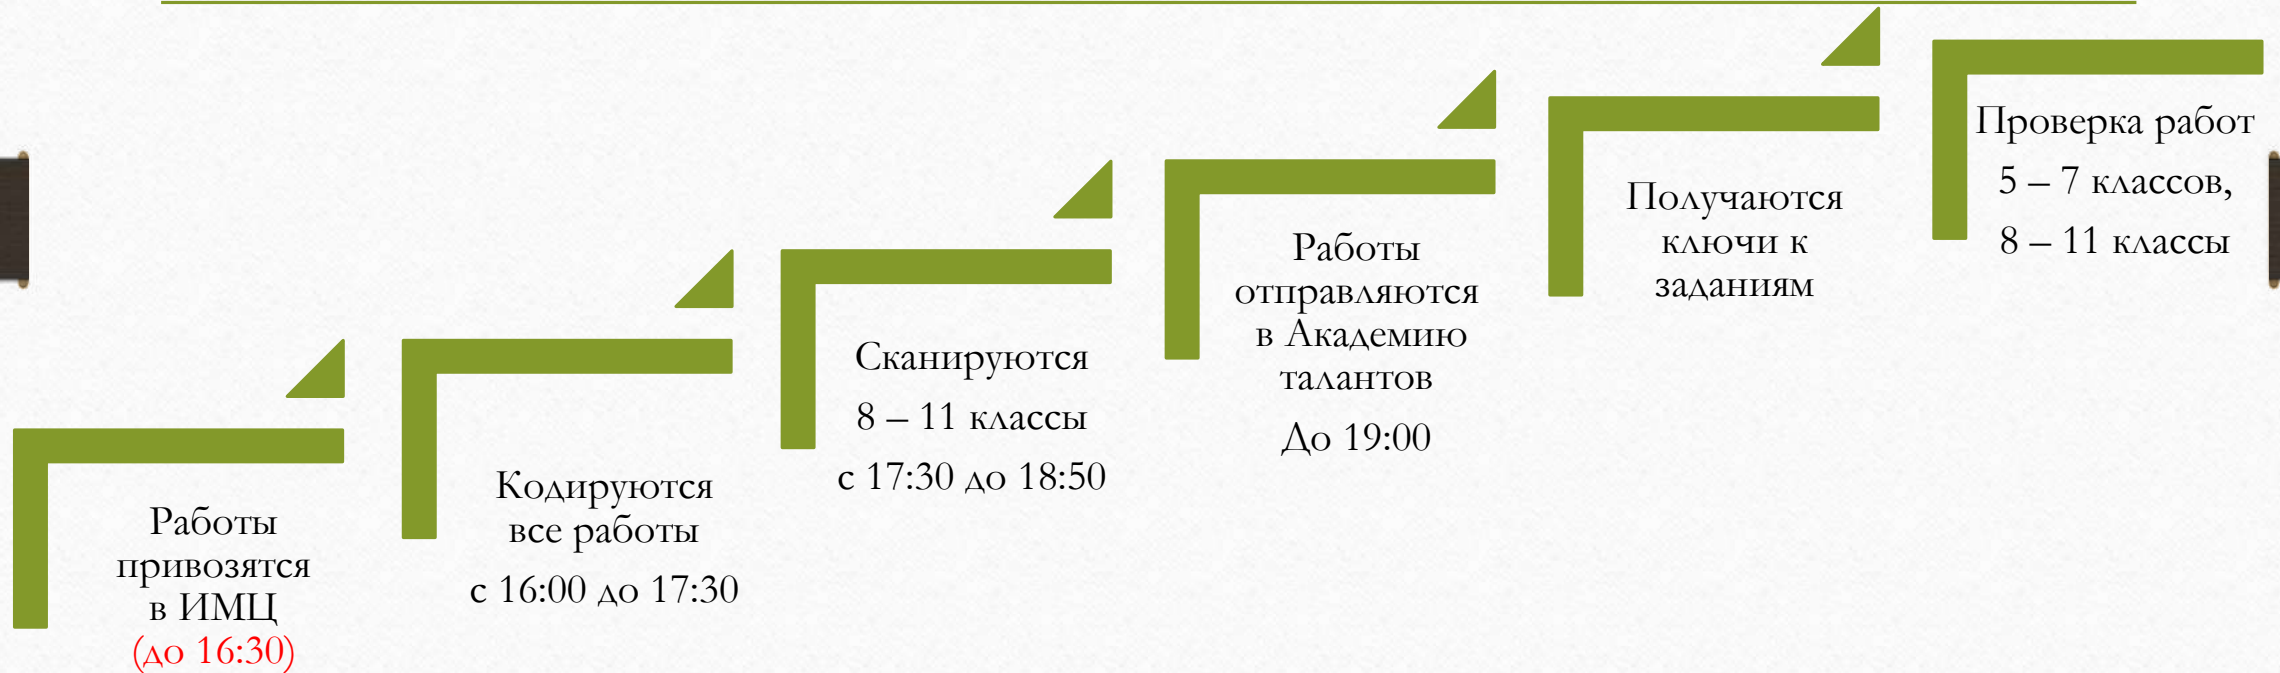 Работы
привозятся
в ИМЦ
(до 16:30)
Кодируются
все работы
с 16:00 до 17:30
Сканируются
8 – 11 классы
с 17:30 до 18:50
Работы
отправляются
в Академию
талантов
До 19:00
Получаются
ключи к
заданиям
Проверка работ
5 – 7 классов,
8 – 11 классы